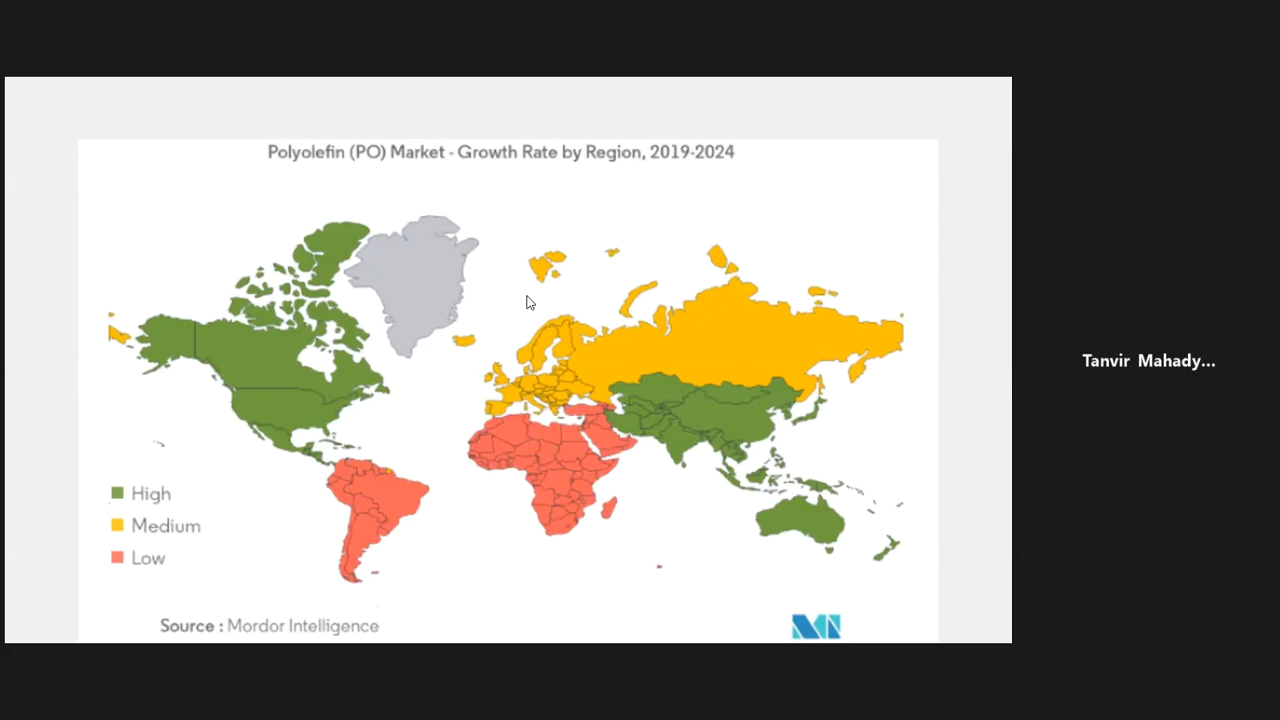 Polyolefin (PO) Market - Growth Rate by Region, 2019-2024
High
Medium
Low
Source : Mordor Intelligence
Tanvir Mahady...